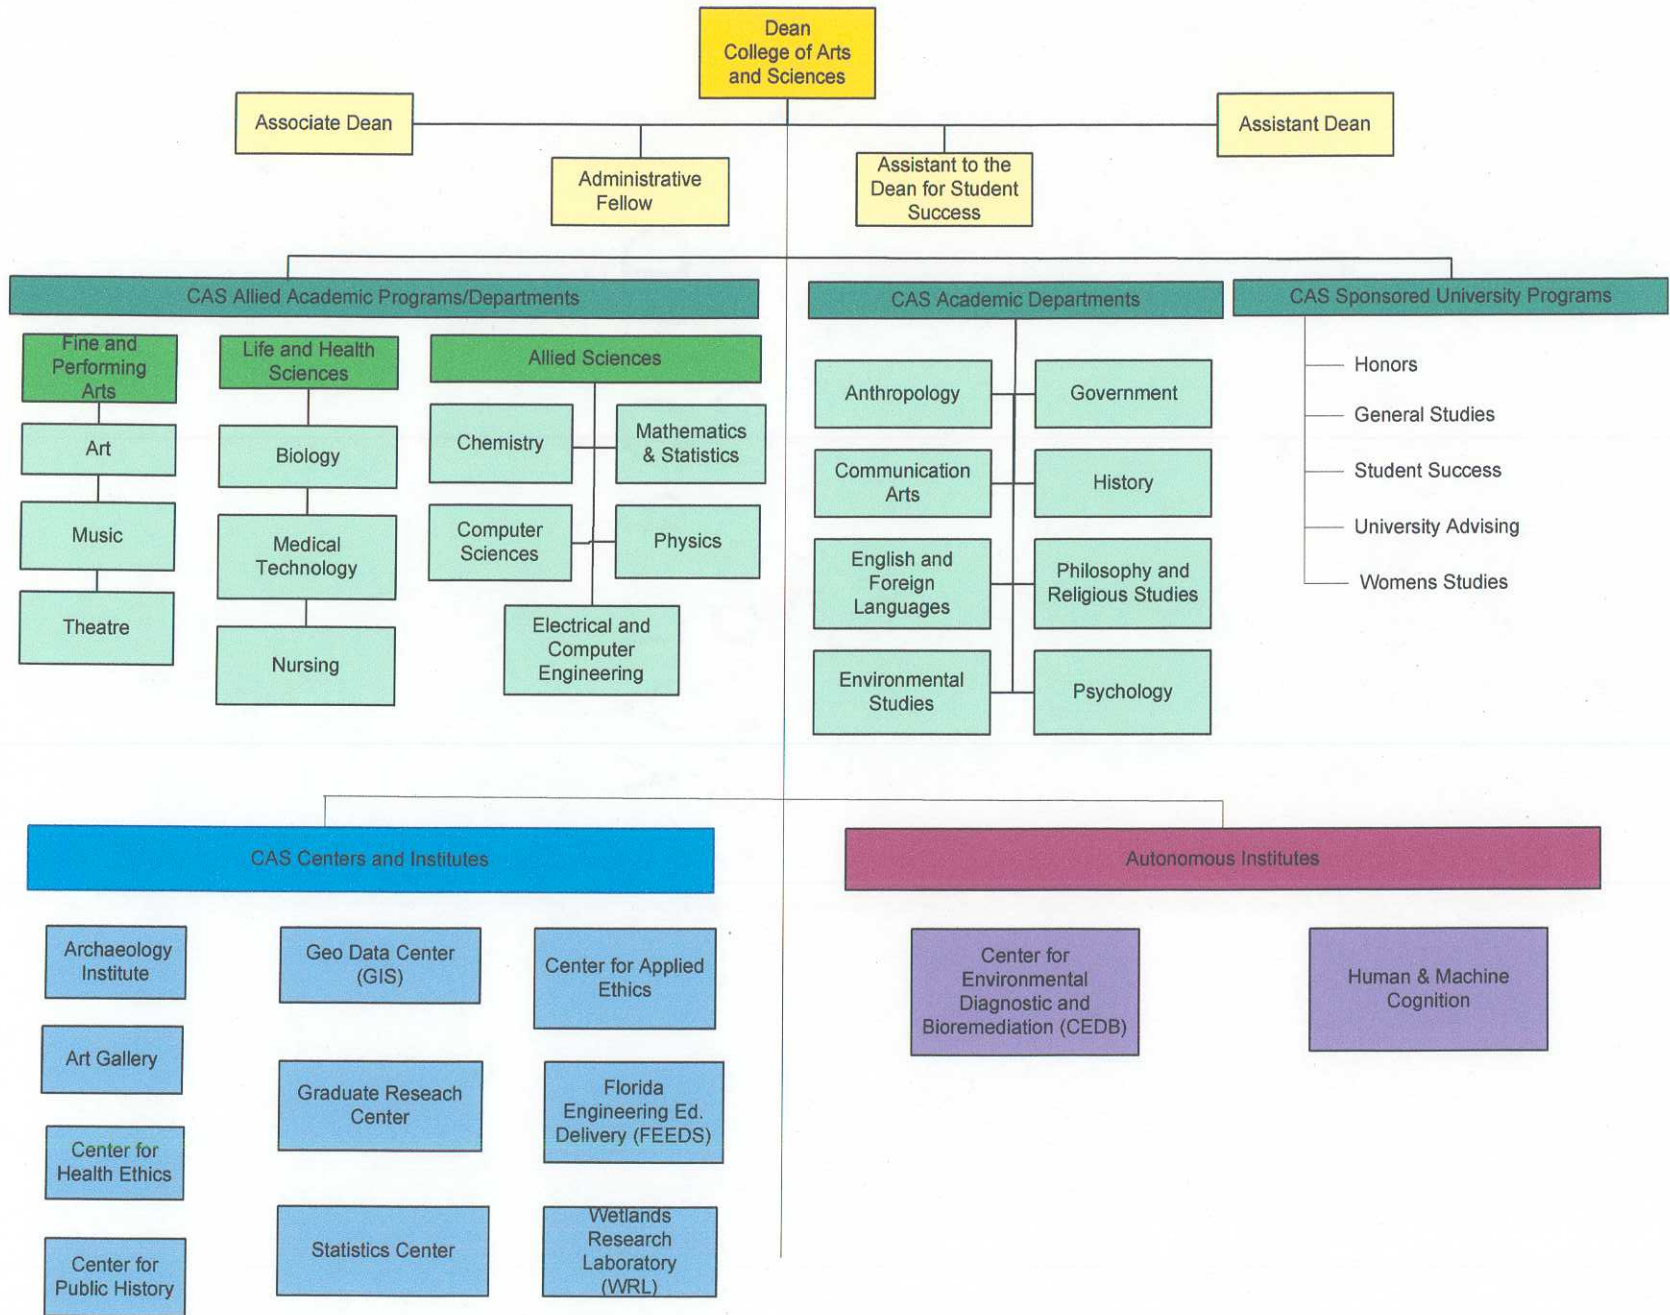 Dean
College of Arts
and Sciences
Associate Dean
Assistant Dean
Administrative
Fellow
Assistant to the
Dean for Student
Success
CAS Allied Academic Programs/Departments
CAS Academic Departments
CAS Sponsored University Programs
Fine and
Performing
Arts
Art
Music
Theatre
Life and Health
Sciences
Biology
Medical
Technology
Nursing
Allied Sciences
Chemistry
Mathematics
& Statistics
Computer
Sciences
Physics
Electrical and
Computer
Engineering
Anthropology
Government
Communication
Arts
History
English and
Foreign
Languages
Philosophy and
Religious Studies
Environmental
Studies
Psychology
Honors
General Studies
Student Success
University Advising
Womens Studies
CAS Centers and Institutes
Archaeology
Institute
Art Gallery
Center for
Health Ethics
Center for
Public History
Geo Data Center
(GIS)
Graduate Reseach
Center
Statistics Center
Center for Applied
Ethics
Florida
Engineering Ed.
Delivery (FEEDS)
Wetlands
Research
Laboratory
(WRL)
Autonomous Institutes
Center for
Environmental
Diagnostic and
Bioremediation (CEDB)
Human & Machine
Cognition